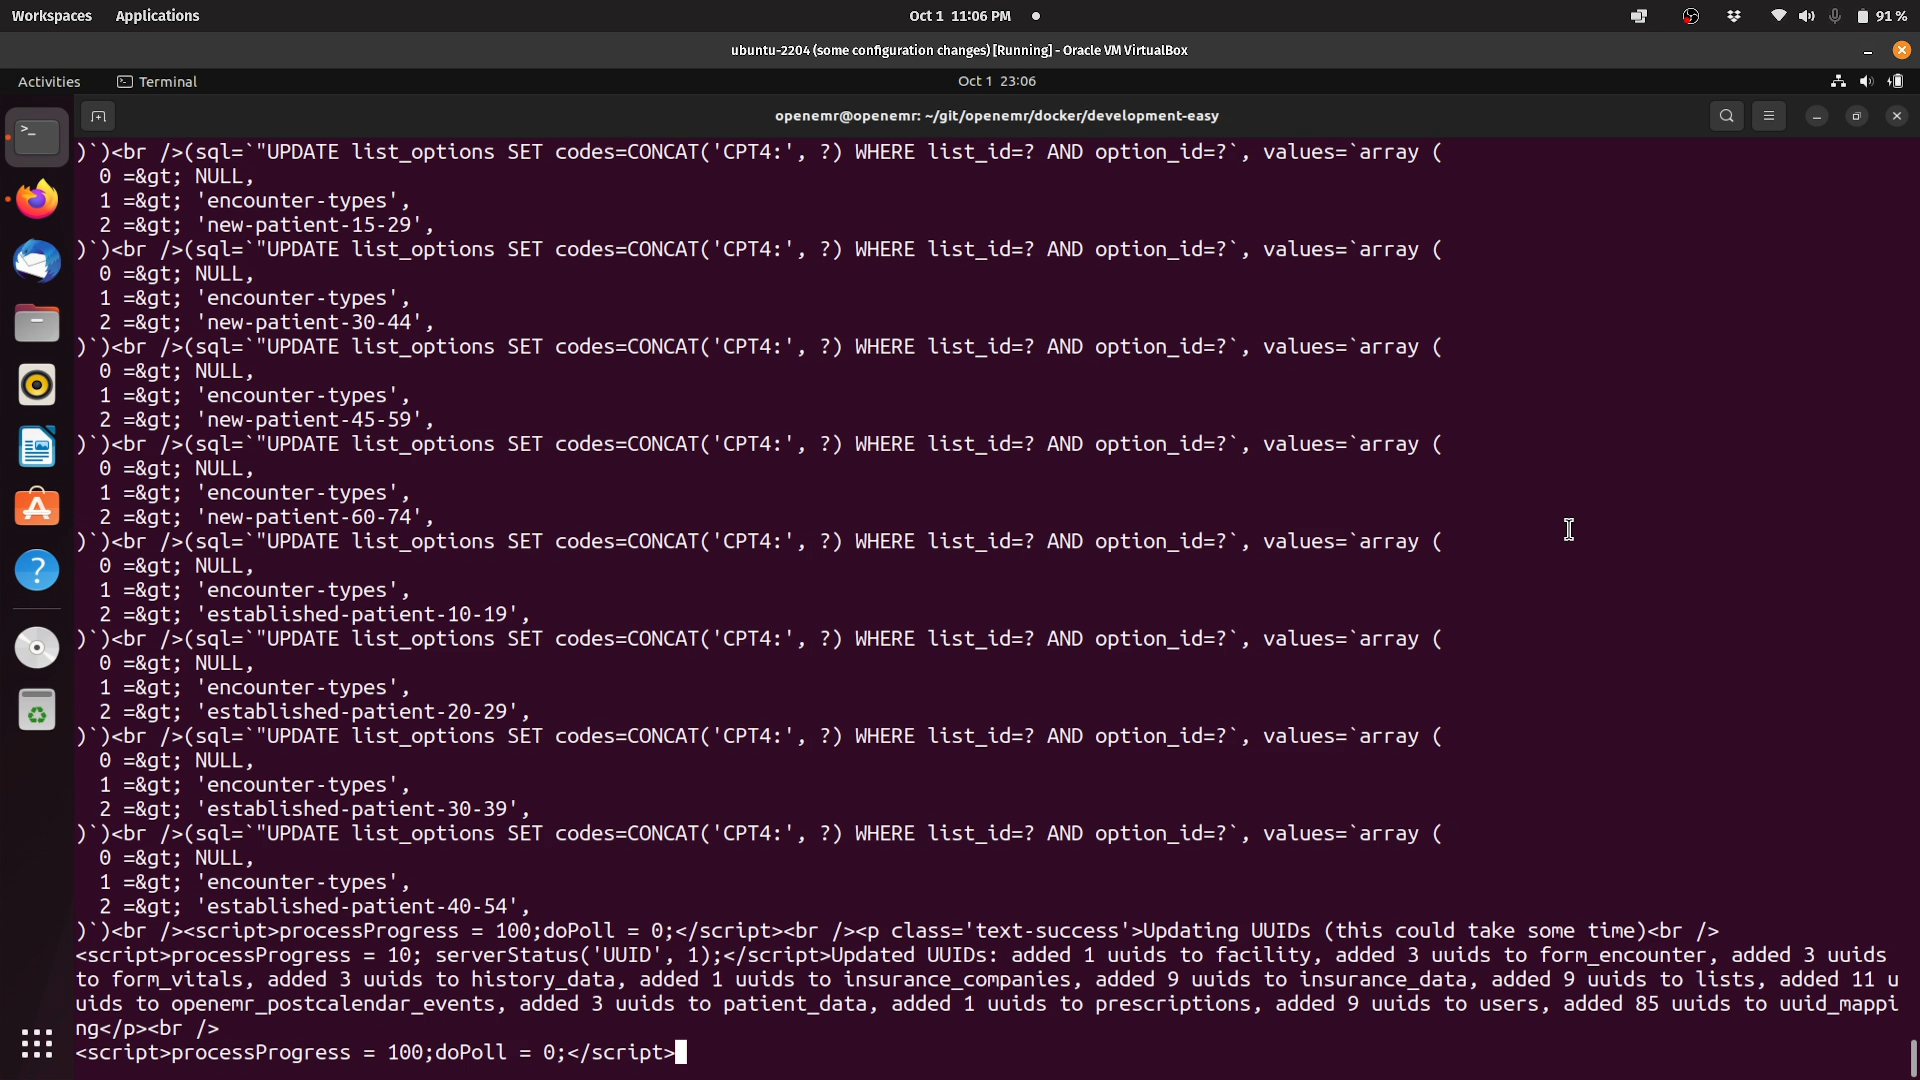 Workspaces Applications Oct 1 11:06 PM 91 %
ubuntu-2204 (some configuration changes) [Running] - Oracle VM VirtualBox
Activities Terminal Oct 1 23:06
openemr@openemr: ~/git/openemr/docker/development-easy
)`)<br />(sql=`"UPDATE list_options SET codes=CONCAT('CPT4:', ?) WHERE list_id=? AND option_id=?`, values=`array (
0 =&gt; NULL,
1 =&gt; 'encounter-types',
2 =&gt; 'new-patient-15-29',
)`)<br />(sql=`"UPDATE list_options SET codes=CONCAT('CPT4:', ?) WHERE list_id=? AND option_id=?`, values=`array (
0 =&gt; NULL,
1 =&gt; 'encounter-types',
2 =&gt; 'new-patient-30-44',
)`)<br />(sql=`"UPDATE list_options SET codes=CONCAT('CPT4:', ?) WHERE list_id=? AND option_id=?`, values=`array (
0 =&gt; NULL,
1 =&gt; 'encounter-types',
2 =&gt; 'new-patient-45-59',
)`)<br />(sql=`"UPDATE list_options SET codes=CONCAT('CPT4:', ?) WHERE list_id=? AND option_id=?`, values=`array (
0 =&gt; NULL,
1 =&gt; 'encounter-types',
2 =&gt; 'new-patient-60-74',
)`)<br />(sql=`"UPDATE list_options SET codes=CONCAT('CPT4:', ?) WHERE list_id=? AND option_id=?`, values=`array (
0 =&gt; NULL,
1 =&gt; 'encounter-types',
2 =&gt; 'established-patient-10-19',
)`)<br />(sql=`"UPDATE list_options SET codes=CONCAT('CPT4:', ?) WHERE list_id=? AND option_id=?`, values=`array (
0 =&gt; NULL,
1 =&gt; 'encounter-types',
2 =&gt; 'established-patient-20-29',
)`)<br />(sql=`"UPDATE list_options SET codes=CONCAT('CPT4:', ?) WHERE list_id=? AND option_id=?`, values=`array (
0 =&gt; NULL,
1 =&gt; 'encounter-types',
2 =&gt; 'established-patient-30-39',
)`)<br />(sql=`"UPDATE list_options SET codes=CONCAT('CPT4:', ?) WHERE list_id=? AND option_id=?`, values=`array (
0 =&gt; NULL,
1 =&gt; 'encounter-types',
2 =&gt; 'established-patient-40-54',
)`)<br /><script>processProgress = 100;doPoll = 0;</script><br /><p class='text-success'>Updating UUIDs (this could take some time)<br />
<script>processProgress = 10; serverStatus('UUID', 1);</script>Updated UUIDs: added 1 uuids to facility, added 3 uuids to form_encounter, added 3 uuids
to form_vitals, added 3 uuids to history_data, added 1 uuids to insurance_companies, added 9 uuids to insurance_data, added 9 uuids to lists, added 11 u
uids to openemr_postcalendar_events, added 3 uuids to patient_data, added 1 uuids to prescriptions, added 9 uuids to users, added 85 uuids to uuid_mappi
ng</p><br />
<script>processProgress = 100;doPoll = 0;</script>